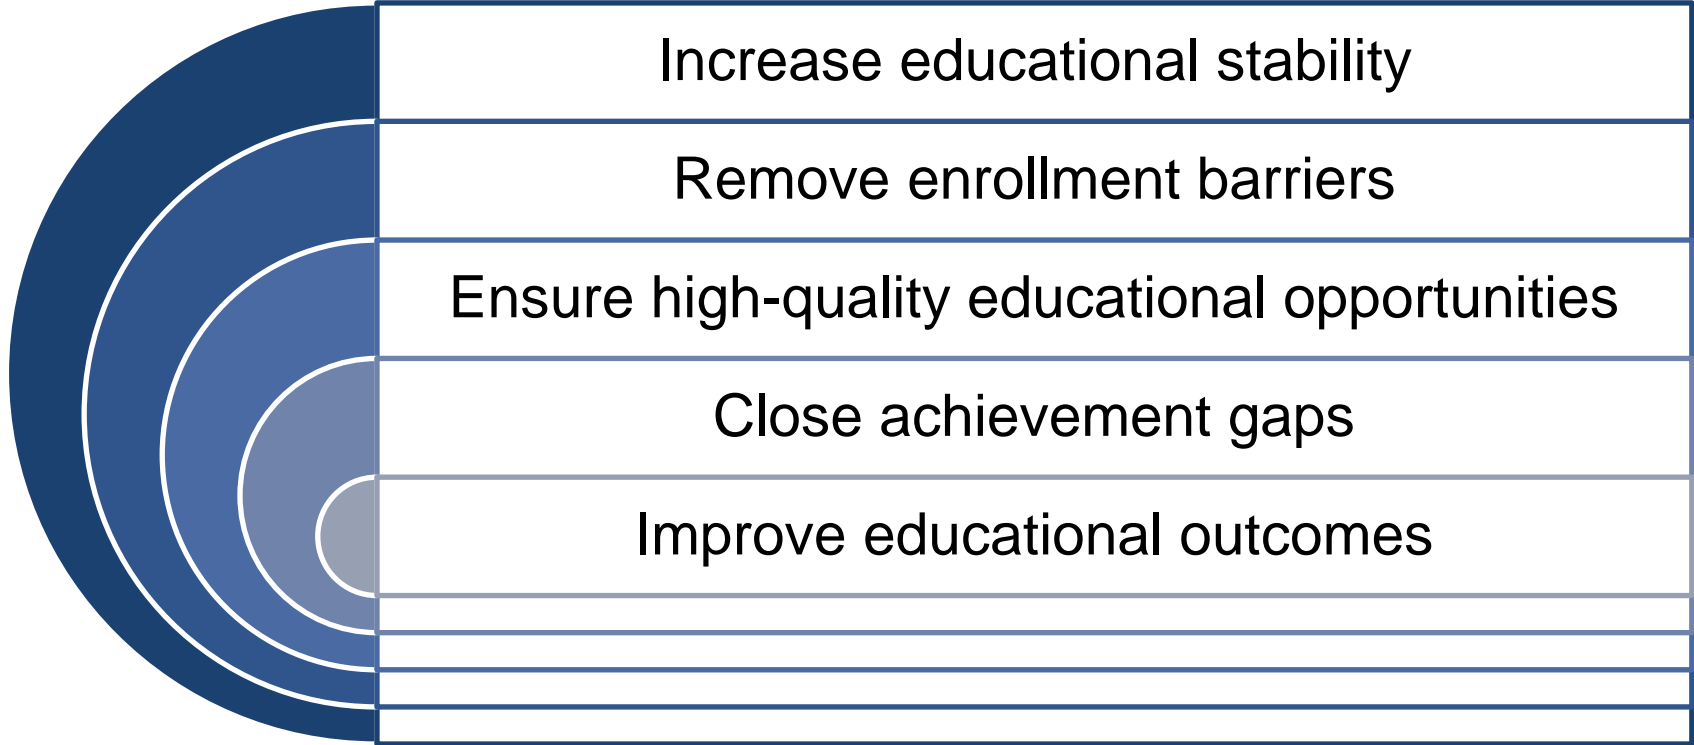 Increase educational stability
Remove enrollment barriers
Ensure high-quality educational opportunities
Close achievement gaps
Improve educational outcomes